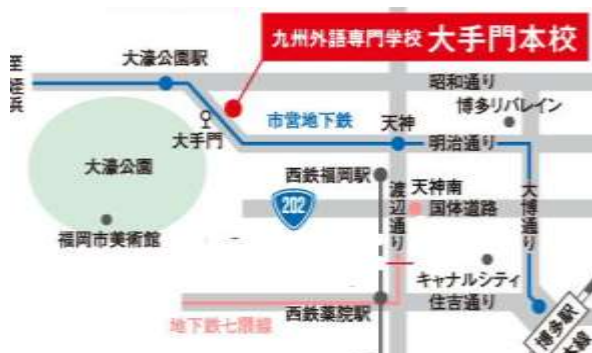 九州外語専門学校 大手門本校
大濠公園駅
至
姪
浜
昭和通り
博多リバレイン
市営地下鉄
天神
明治通り
大手門
大濠公園
西鉄福岡駅
天神南
渡辺通り
大博通り
202
国体道路
福岡市美術館
キャナルシティ
住吉通り
地下鉄七隈線
西鉄薬院駅
博多駅
本線